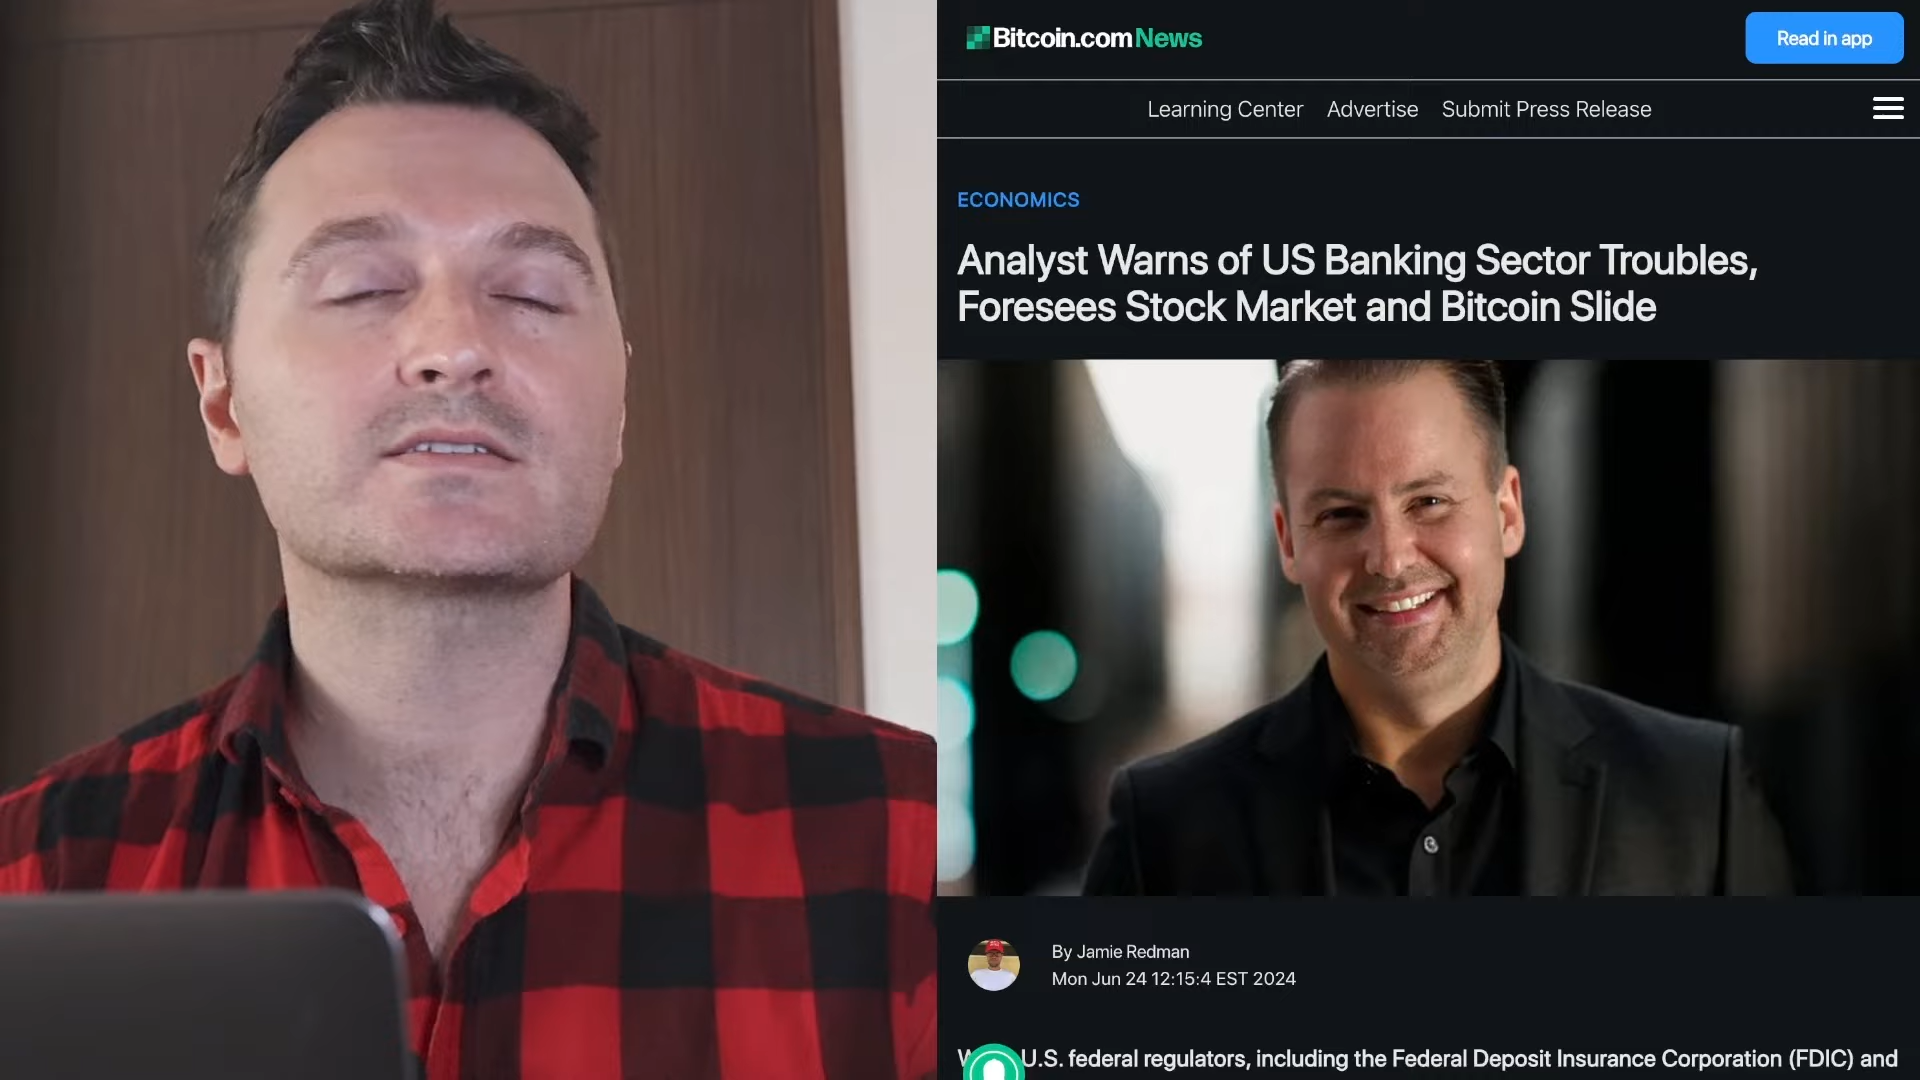 Bitcoin.com News
Read in app
Learning Center Advertise Submit Press Release
ECONOMICS
Analyst Warns of US Banking Sector Troubles,
Foresees Stock Market and Bitcoin Slide
By Jamie Redman
Mon Jun 24 12:15:4 EST 2024
U.S. federal regulators, including the Federal Deposit Insurance Corporation (FDIC) and